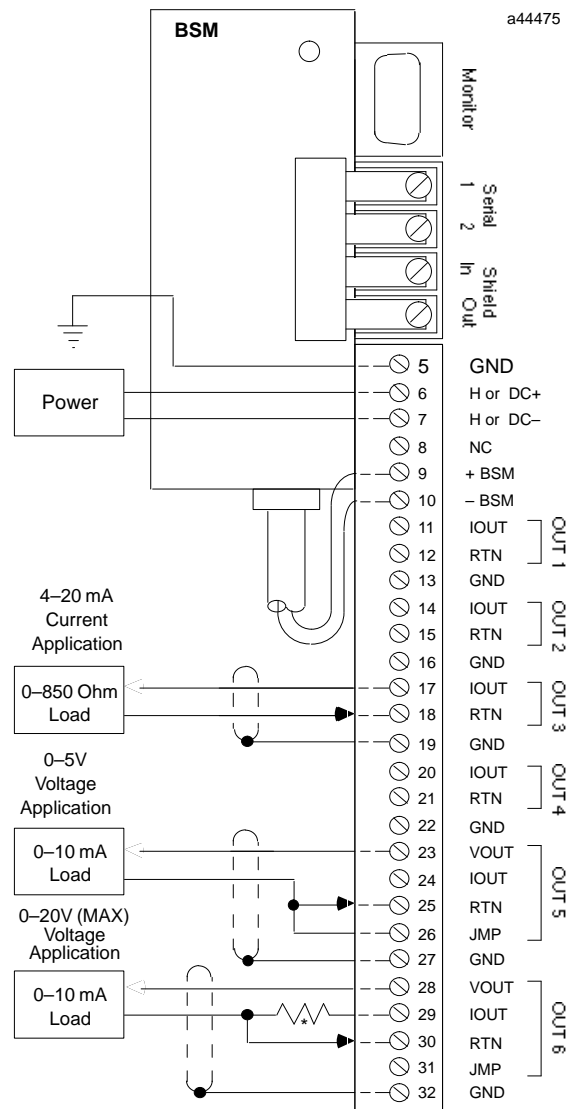 a44475
BSM
Monitor
1 2 Serial
In Out Shield
5 GND
Power
6 H or DC+
7 H or DC–
8 NC
9 + BSM
10 – BSM
11 IOUT
12 RTN
OUT 1
13 GND
4–20 mA
Current
Application
14 IOUT
15 RTN
OUT 2
16 GND
0–850 Ohm
Load
17 IOUT
18 RTN
OUT 3
19 GND
0–5V
Voltage
Application
20 IOUT
21 RTN
OUT 4
22 GND
0–10 mA
Load
23 VOUT
24 IOUT
25 RTN
26 JMP
OUT 5
27 GND
0–20V (MAX)
Voltage
Application
0–10 mA
Load
28 VOUT
* 29 IOUT
30 RTN
31 JMP
OUT 6
32 GND